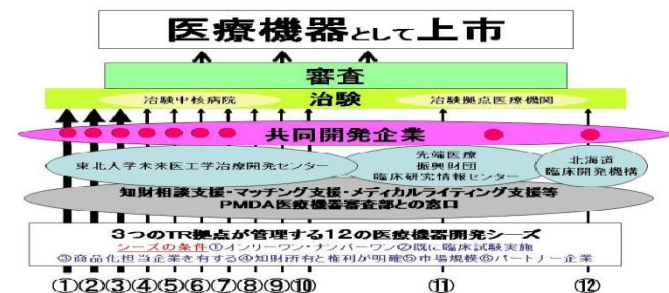 医療機器として上市
審査
治験中核病院 治験 治験拠点医療機関
共同開発企業
東北大学未来医工学治療開発センター
先端医療
振興財団
臨床研究情報センター
北海道
臨床開発機構
知財相談支援・マッチング支援・メディカルライティング支援等
PMDA医療機器審査部との窓口
3つのTR拠点が管理する12の医療機器開発シーズ
シーズの条件①オンリーワン・ナンバーワン②既に臨床試験実施
③商品化担当企業を有する④知財所有と権利が明確⑤市場規模⑥パートナー企業
①②③④⑤⑥⑦⑧⑨⑩ ⑪ ⑫